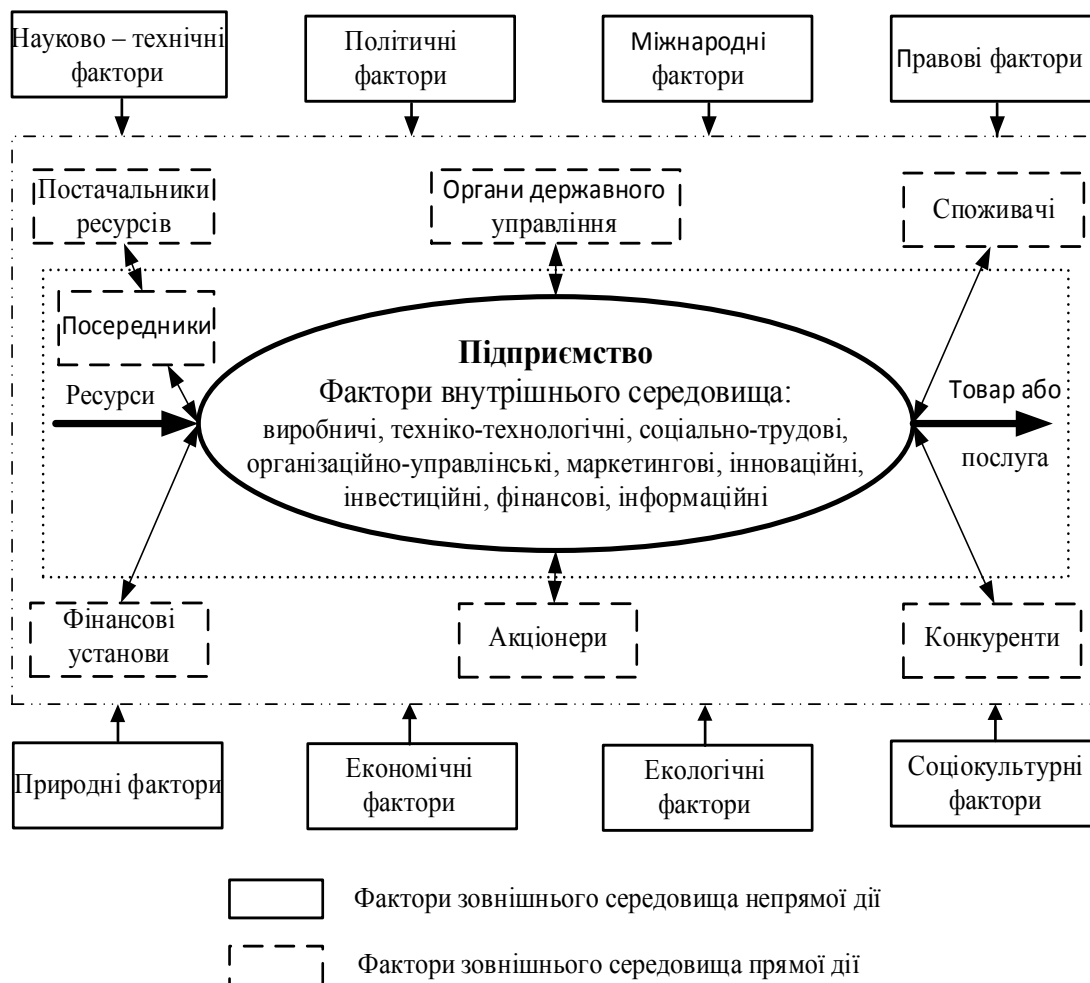 Науково – технічні
фактори
Політичні
фактори
Міжнародні
фактори
Правові фактори
Постачальники
ресурсів
Органи державного
управління
Споживачі
Посередники
Ресурси
Підприємство
Фактори внутрішнього середовища:
виробничі, техніко-технологічні, соціально-трудові,
організаційно-управлінські, маркетингові, інноваційні,
інвестиційні, фінансові, інформаційні
Товар або
послуга
Фінансові
установи
Акціонери
Конкуренти
Природні фактори
Економічні
фактори
Екологічні
фактори
Соціокультурні
фактори
Фактори зовнішнього середовища непрямої дії
Фактори зовнішнього середовища прямої дії